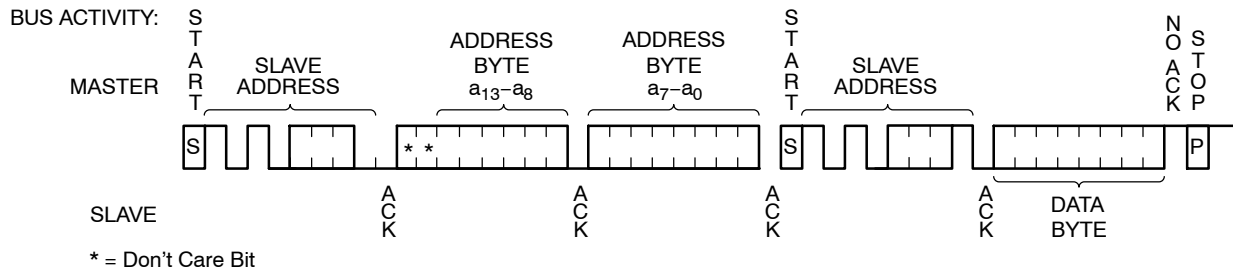 BUS ACTIVITY:
MASTER
START
SLAVE
ADDRESS
ADDRESS
BYTE
a13–a8
ADDRESS
BYTE
a7–a0
START
SLAVE
ADDRESS
NO ACK
STOP
S
* *
S
P
SLAVE
ACK
ACK
ACK
ACK
DATA
BYTE
* = Don't Care Bit